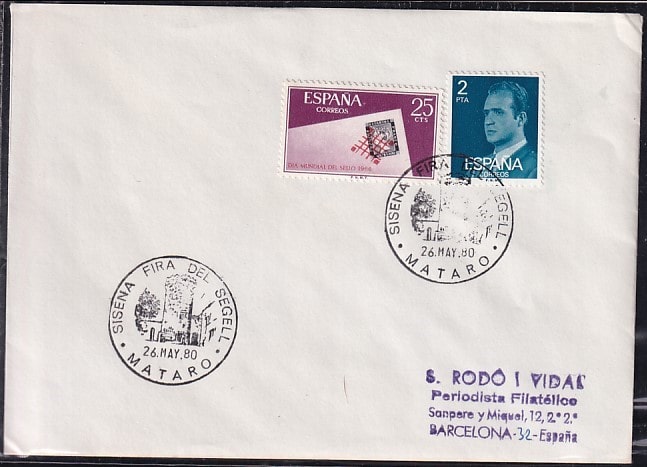 ESPAÑA
CORREOS
25
CTS
DIA MUNDIAL DEL SELLO 1966
2
PTA
ESPAÑA
CORREOS
SISENA FIRA DEL SEGELL
26.MAY.80
· MATARO ·
SISENA FIRA DEL SEGELL
26.MAY.80
· MATARO ·
S. RODÓ I VIDAL
Periodista Filatélico
Sanpere y Miquel, 12, 2.º 2.ª
BARCELONA-32-España